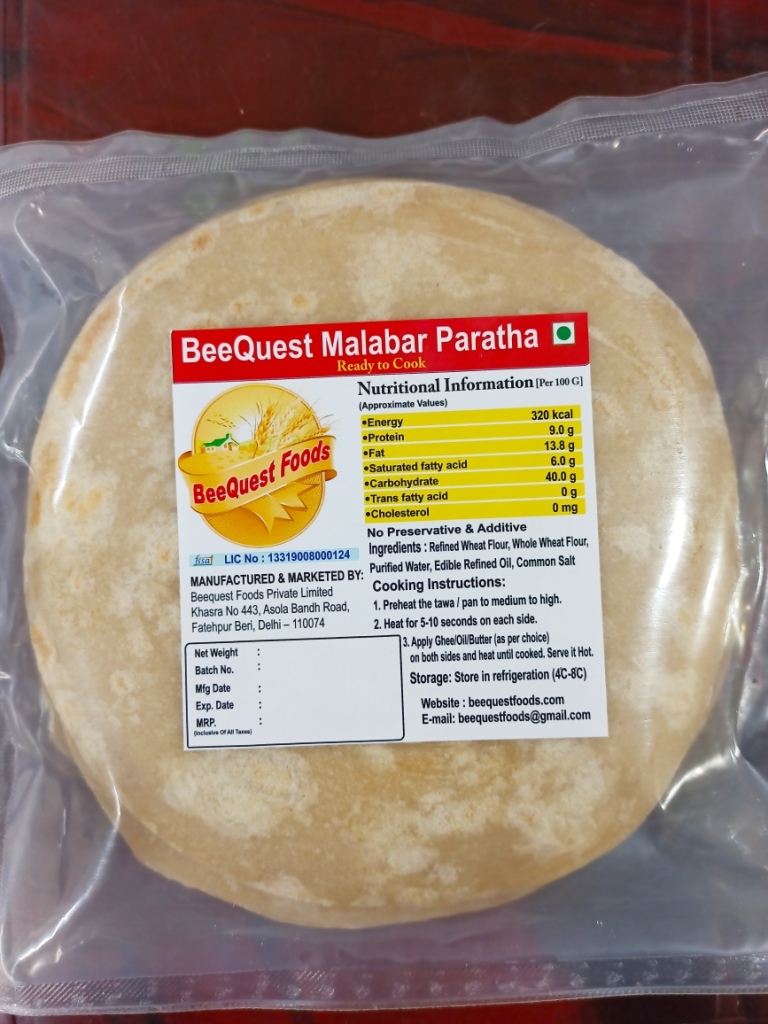 BeeQuest Malabar Paratha
Ready to Cook
BeeQuest Foods
fssai LIC No : 13319008000124
MANUFACTURED & MARKETED BY:
Beequest Foods Private Limited
Khasra No 443, Asola Bandh Road,
Fatehpur Beri, Delhi – 110074
Net Weight :
Batch No. :
Mfg Date :
Exp. Date :
MRP. :
(Inclusive Of All Taxes)
Nutritional Information [Per 100 G]
(Approximate Values)
•Energy 320 kcal
•Protein 9.0 g
•Fat 13.8 g
•Saturated fatty acid 6.0 g
•Carbohydrate 40.0 g
•Trans fatty acid 0 g
•Cholesterol 0 mg
No Preservative & Additive
Ingredients : Refined Wheat Flour, Whole Wheat Flour,
Purified Water, Edible Refined Oil, Common Salt
Cooking Instructions:
1. Preheat the tawa / pan to medium to high.
2. Heat for 5-10 seconds on each side.
3. Apply Ghee/Oil/Butter (as per choice)
on both sides and heat until cooked. Serve it Hot.
Storage: Store in refrigeration (4°C-8°C)
Website : beequestfoods.com
E-mail: beequestfoods@gmail.com